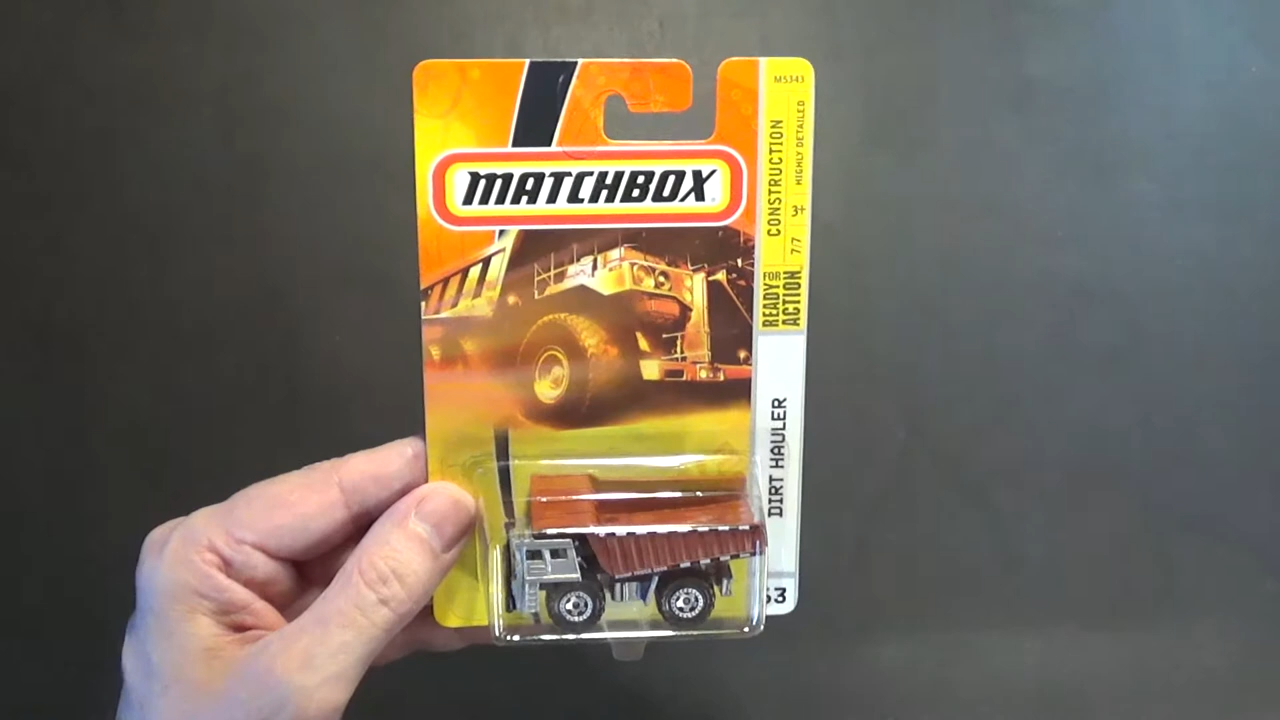 MATCHBOX
M5343
CONSTRUCTION
HIGHLY DETAILED
3+
7/7
READY FOR ACTION
DIRT HAULER